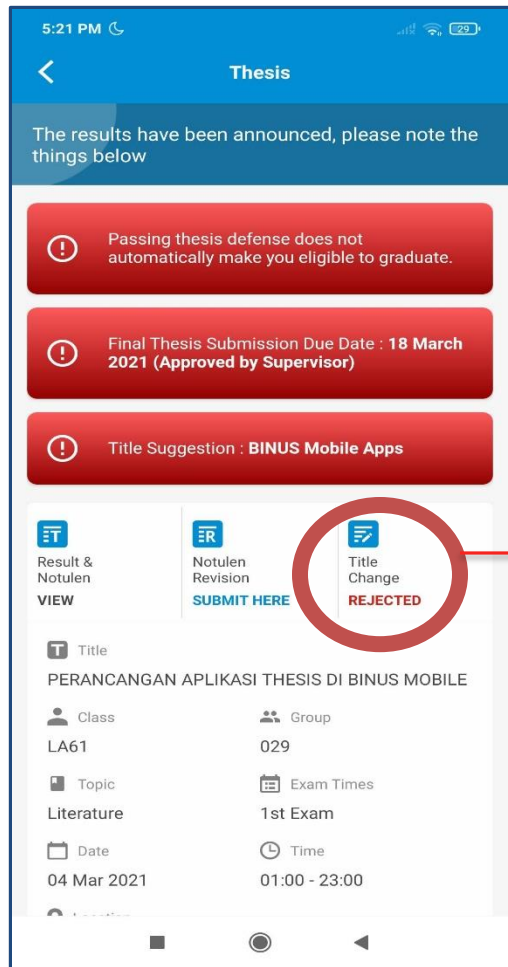 5:21 PM
29
Thesis
The results have been announced, please note the
things below
Passing thesis defense does not
automatically make you eligible to graduate.
Final Thesis Submission Due Date : 18 March
2021 (Approved by Supervisor)
Title Suggestion : BINUS Mobile Apps
T
R
Result &
Notulen
VIEW
Notulen
Revision
SUBMIT HERE
Title
Change
REJECTED
T Title
PERANCANGAN APLIKASI THESIS DI BINUS MOBILE
Class
Group
LA61
029
Topic
Exam Times
Literature
1st Exam
Date
Time
04 Mar 2021
01:00 - 23:00